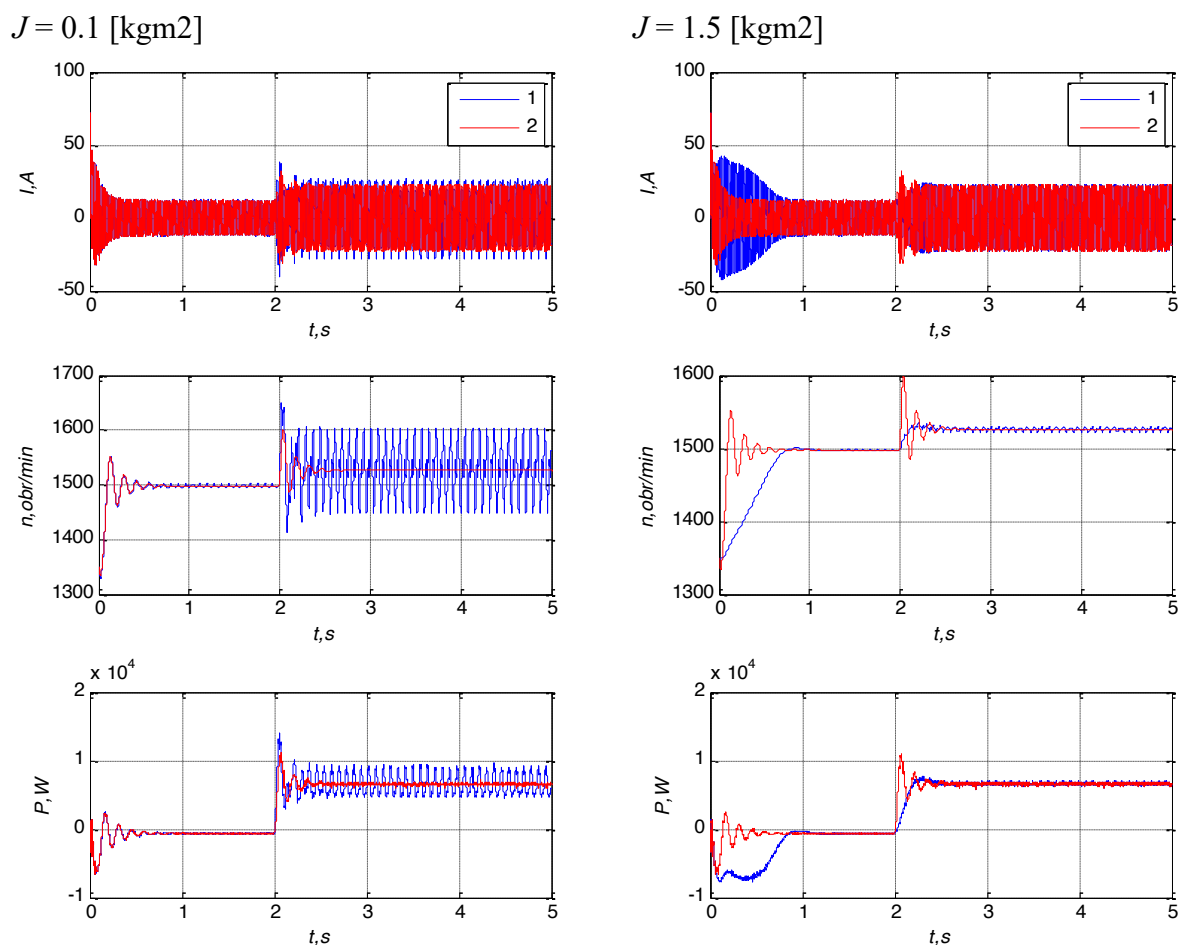 J = 0.1 [kgm2]
100
50
0
-50
I,A
1
2
0 1 2 3 4 5
t,s
1700
1600
1500
1400
1300
n,obr/min
0 1 2 3 4 5
t,s
x 10^4
2
1
0
-1
P,W
0 1 2 3 4 5
t,s
J = 1.5 [kgm2]
100
50
0
-50
I,A
1
2
0 1 2 3 4 5
t,s
1600
1500
1400
1300
n,obr/min
0 1 2 3 4 5
t,s
x 10^4
2
1
0
-1
P,W
0 1 2 3 4 5
t,s